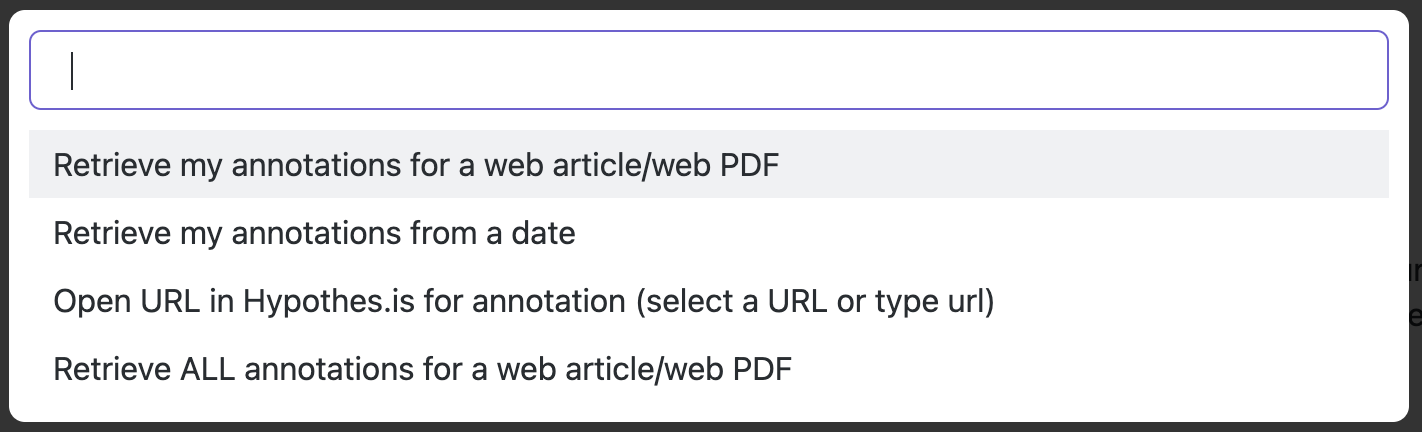 Retrieve my annotations for a web article/web PDF
Retrieve my annotations from a date
Open URL in Hypothes.is for annotation (select a URL or type url)
Retrieve ALL annotations for a web article/web PDF